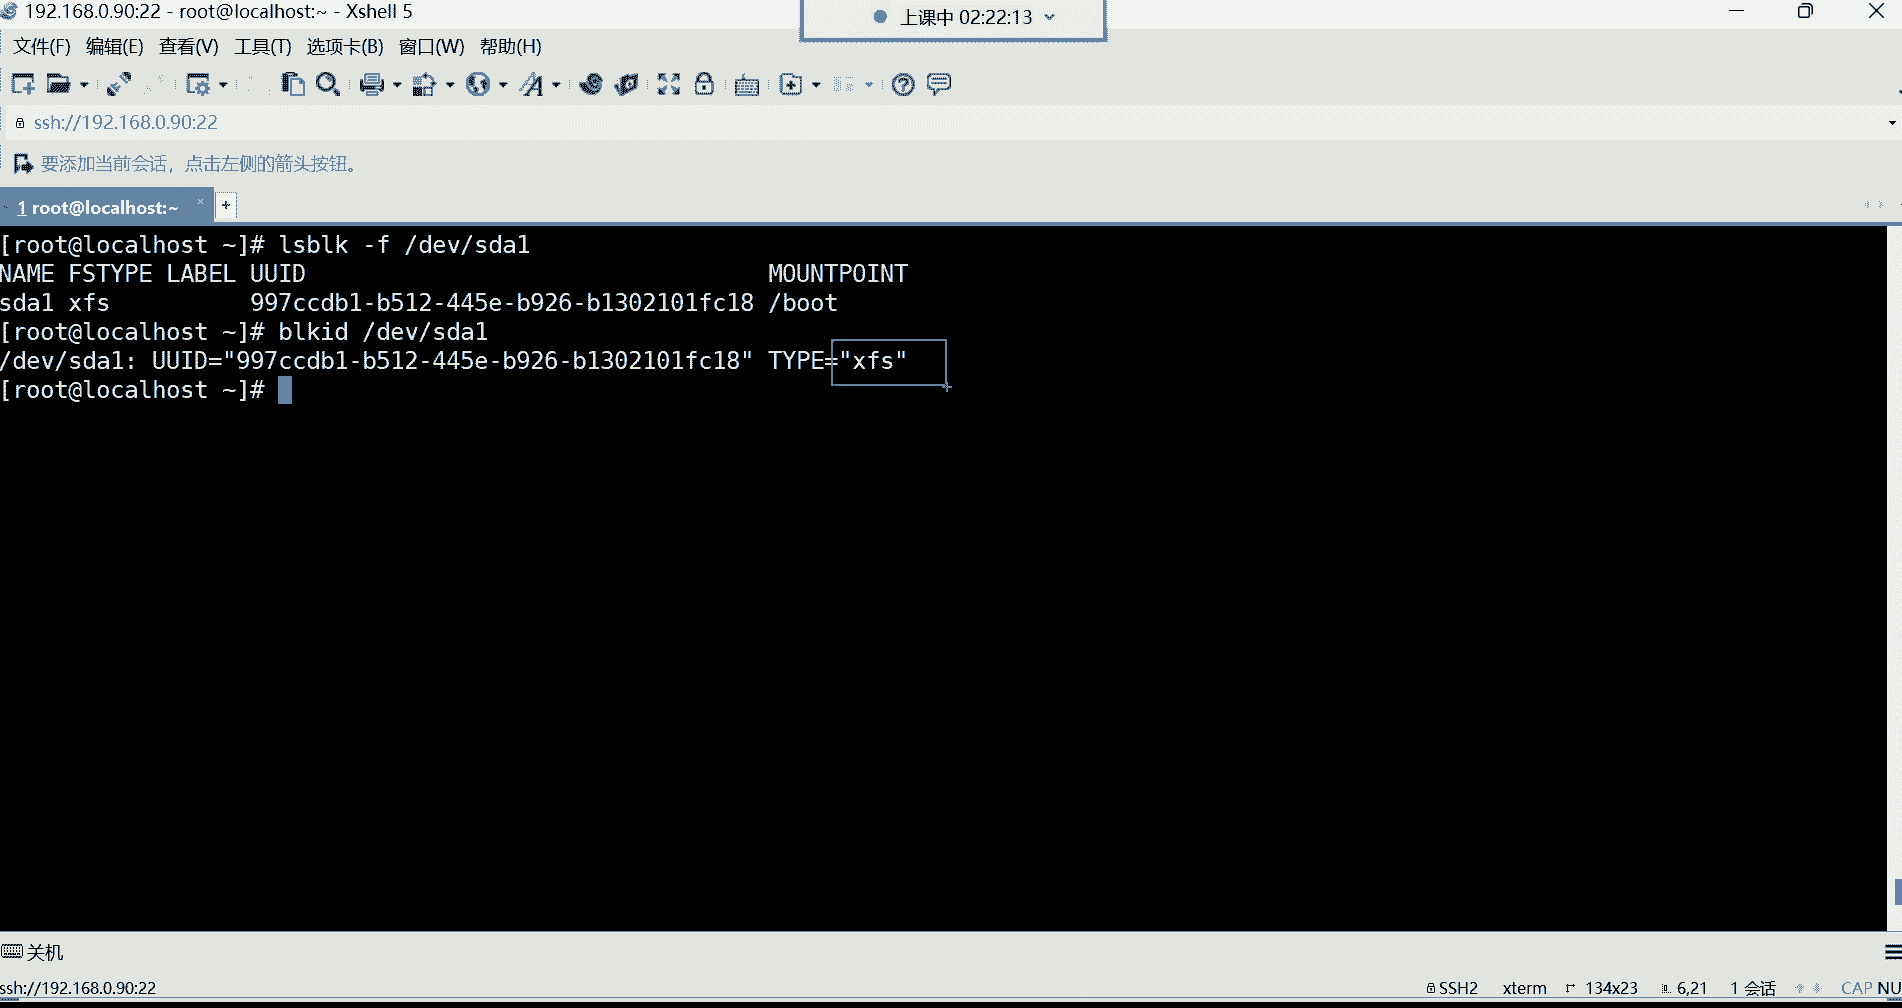 192.168.0.90:22 - root@localhost:~ - Xshell 5
上课中 02:22:13
文件(F) 编辑(E) 查看(V) 工具(T) 选项卡(B) 窗口(W) 帮助(H)
ssh://192.168.0.90:22
要添加当前会话，点击左侧的箭头按钮。
1 root@localhost:~ × +
[root@localhost ~]# lsblk -f /dev/sda1
NAME FSTYPE LABEL UUID                                 MOUNTPOINT
sda1 xfs          997ccdb1-b512-445e-b926-b1302101fc18 /boot
[root@localhost ~]# blkid /dev/sda1
/dev/sda1: UUID="997ccdb1-b512-445e-b926-b1302101fc18" TYPE="xfs"
[root@localhost ~]#
关机
ssh://192.168.0.90:22 SSH2 xterm 134x23 6,21 1 会话 CAP NU